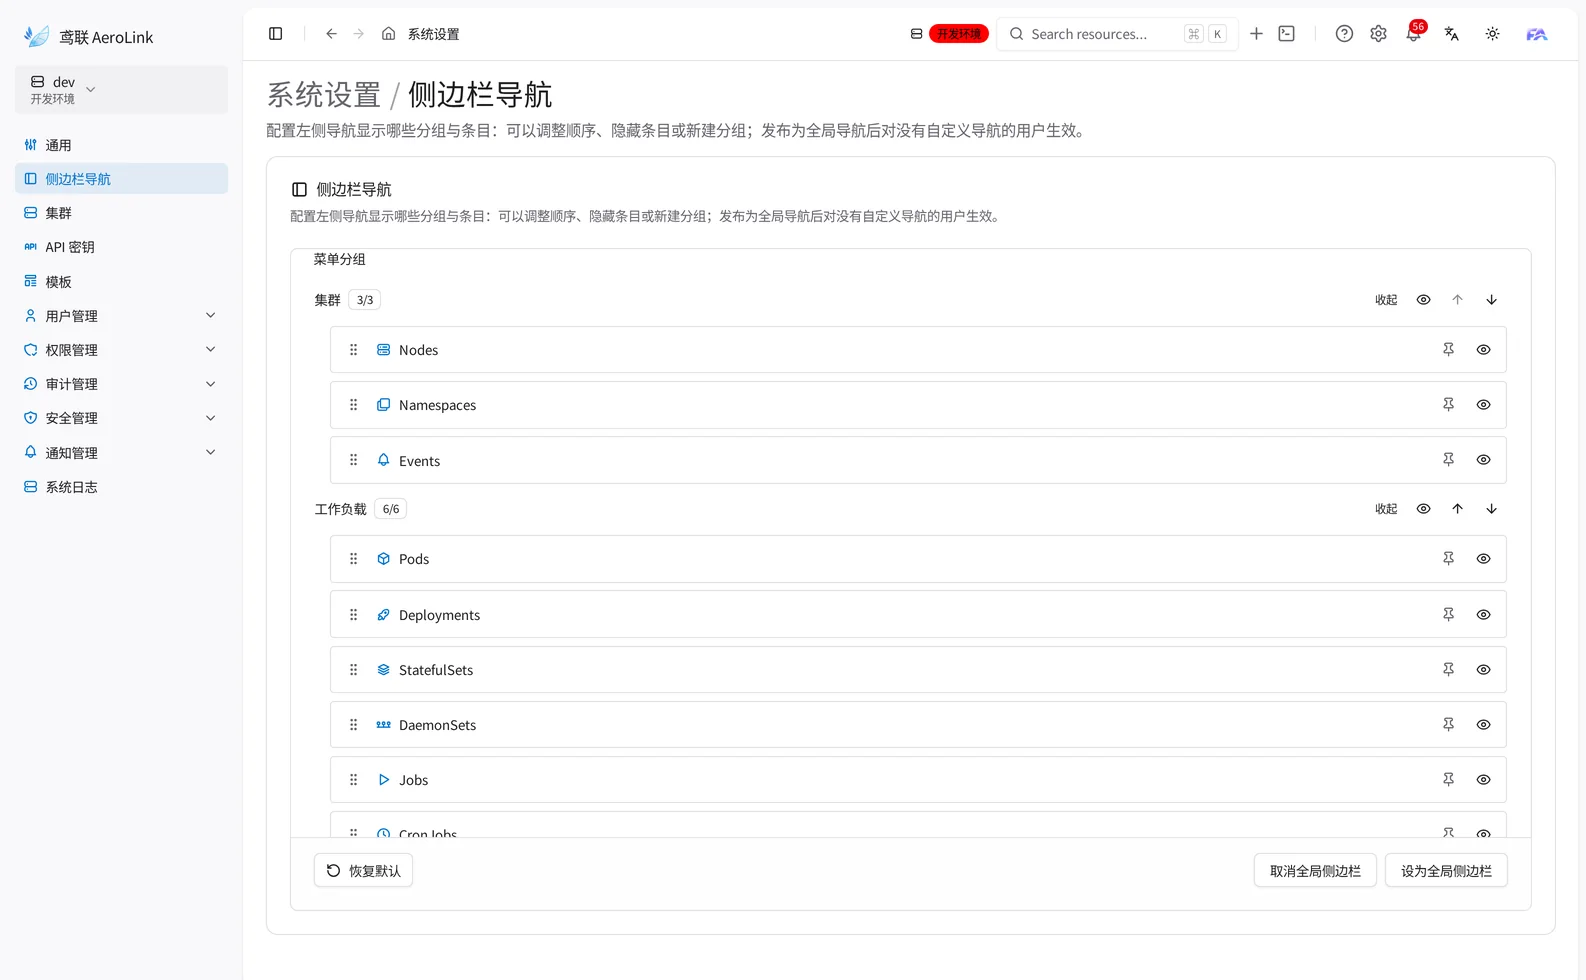 鸢联 AeroLink
dev
开发环境
通用
侧边栏导航
集群
API 密钥
模板
用户管理
权限管理
审计管理
安全管理
通知管理
系统日志
系统设置
开发环境
Search resources...
⌘ K
56
系统设置 / 侧边栏导航
配置左侧导航显示哪些分组与条目：可以调整顺序、隐藏条目或新建分组；发布为全局导航后对没有自定义导航的用户生效。
侧边栏导航
配置左侧导航显示哪些分组与条目：可以调整顺序、隐藏条目或新建分组；发布为全局导航后对没有自定义导航的用户生效。
菜单分组
集群 3/3 收起
Nodes
Namespaces
Events
工作负载 6/6 收起
Pods
Deployments
StatefulSets
DaemonSets
Jobs
CronJobs
恢复默认
取消全局侧边栏
设为全局侧边栏